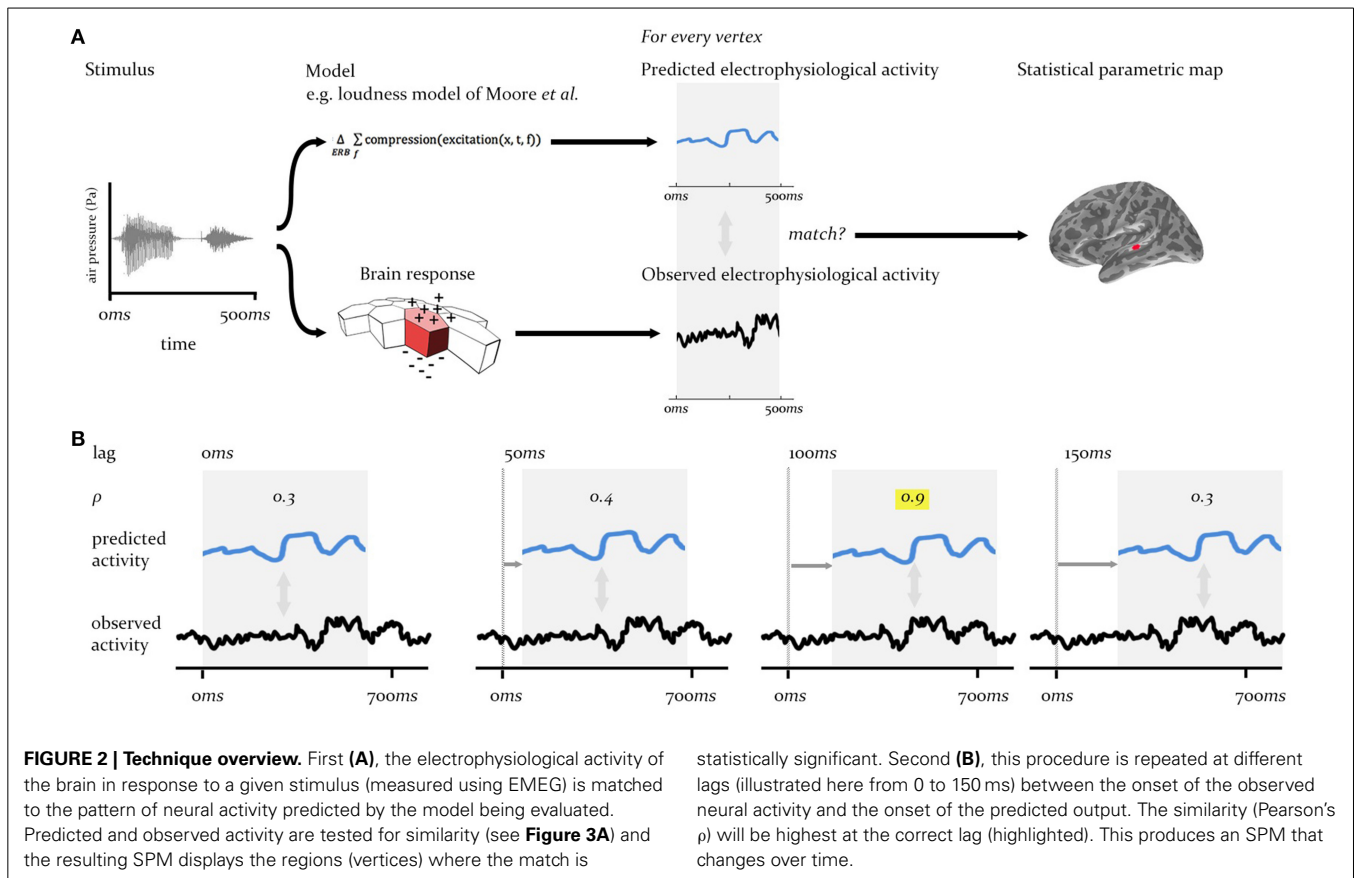 A
Stimulus
Model
e.g. loudness model of Moore et al.
For every vertex
Predicted electrophysiological activity
Statistical parametric map
Δ ERB ∑ f compression(excitation(x, t, f))
air pressure (Pa)
0ms 500ms
time
0ms 500ms
match?
Brain response
Observed electrophysiological activity
+ + + + + + + +
- - - - - - - -
0ms 500ms
B
lag 0ms 50ms 100ms 150ms
ρ 0.3 0.4 0.9 0.3
predicted
activity
observed
activity
0ms 700ms 0ms 700ms 0ms 700ms 0ms 700ms
FIGURE 2 | Technique overview. First (A), the electrophysiological activity of
the brain in response to a given stimulus (measured using EMEG) is matched
to the pattern of neural activity predicted by the model being evaluated.
Predicted and observed activity are tested for similarity (see Figure 3A) and
the resulting SPM displays the regions (vertices) where the match is
statistically significant. Second (B), this procedure is repeated at different
lags (illustrated here from 0 to 150 ms) between the onset of the observed
neural activity and the onset of the predicted output. The similarity (Pearson's
ρ) will be highest at the correct lag (highlighted). This produces an SPM that
changes over time.